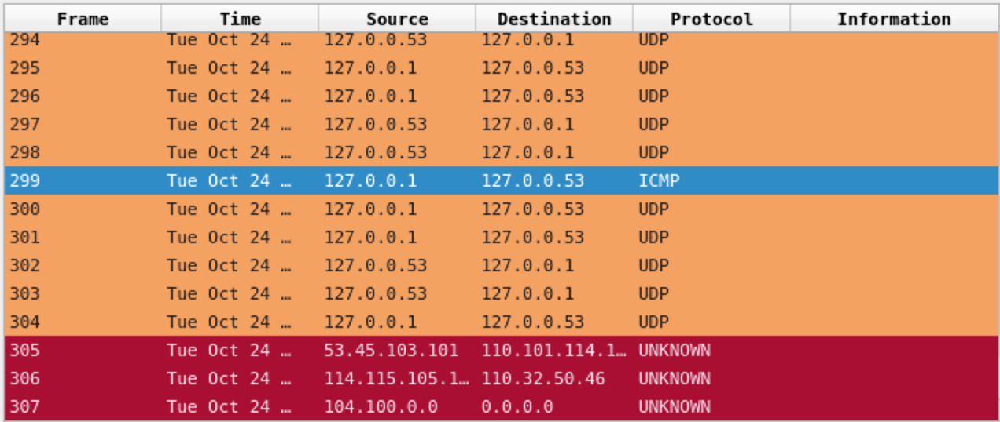 Frame Time Source Destination Protocol Information
294 Tue Oct 24 … 127.0.0.53 127.0.0.1 UDP
295 Tue Oct 24 … 127.0.0.1 127.0.0.53 UDP
296 Tue Oct 24 … 127.0.0.1 127.0.0.53 UDP
297 Tue Oct 24 … 127.0.0.53 127.0.0.1 UDP
298 Tue Oct 24 … 127.0.0.53 127.0.0.1 UDP
299 Tue Oct 24 … 127.0.0.1 127.0.0.53 ICMP
300 Tue Oct 24 … 127.0.0.1 127.0.0.53 UDP
301 Tue Oct 24 … 127.0.0.1 127.0.0.53 UDP
302 Tue Oct 24 … 127.0.0.53 127.0.0.1 UDP
303 Tue Oct 24 … 127.0.0.53 127.0.0.1 UDP
304 Tue Oct 24 … 127.0.0.1 127.0.0.53 UDP
305 Tue Oct 24 … 53.45.103.101 110.101.114.1… UNKNOWN
306 Tue Oct 24 … 114.115.105.1… 110.32.50.46 UNKNOWN
307 Tue Oct 24 … 104.100.0.0 0.0.0.0 UNKNOWN